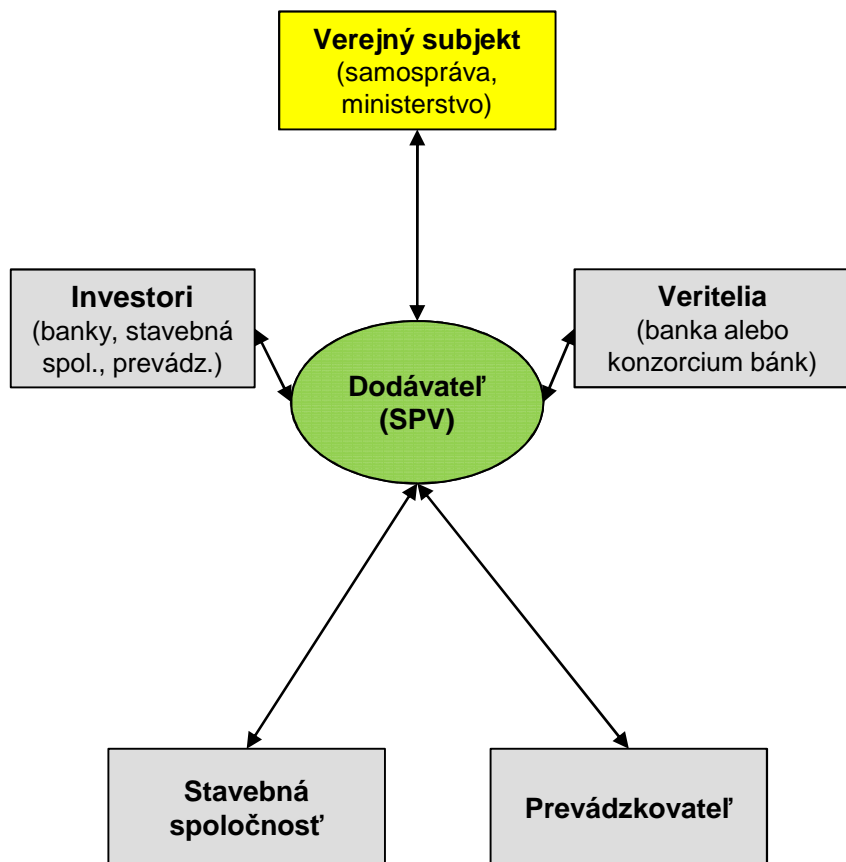 Verejný subjekt
(samospráva,
ministerstvo)
Investori
(banky, stavebná
spol., prevádz.)
Veritelia
(banka alebo
konzorcium bánk)
Dodávateľ
(SPV)
Stavebná
spoločnosť
Prevádzkovateľ